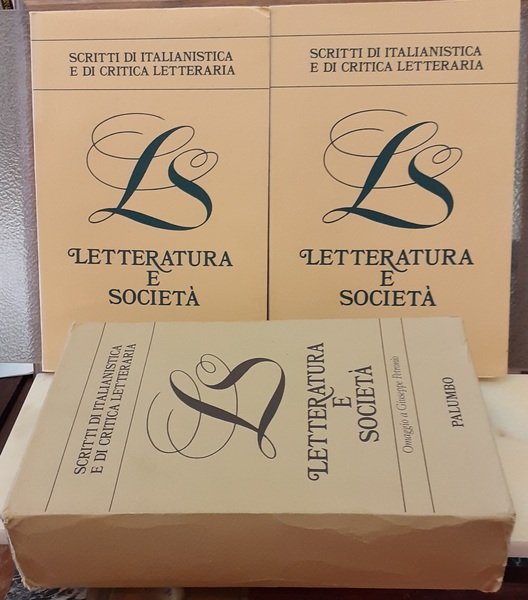 SCRITTI DI ITALIANISTICA
E DI CRITICA LETTERARIA
LS
LETTERATURA
E
SOCIETÀ
SCRITTI DI ITALIANISTICA
E DI CRITICA LETTERARIA
LS
LETTERATURA
E
SOCIETÀ
SCRITTI DI ITALIANISTICA
E DI CRITICA LETTERARIA
LS
LETTERATURA
E
SOCIETÀ
Omaggio a Giuseppe Petronio
PALUMBO